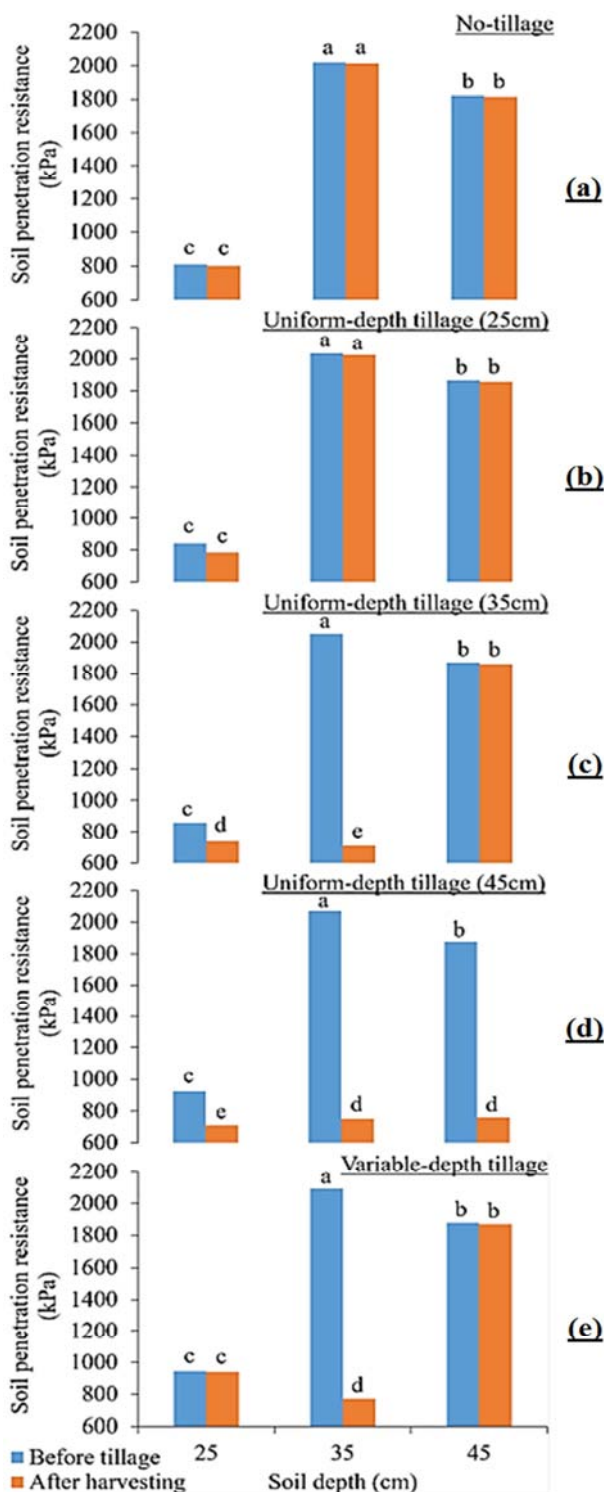 No-tillage
Soil penetration resistance
(kPa)
2200
2000
1800
1600
1400
1200
1000
800
600
c c
a a
b b
(a)
Uniform-depth tillage (25cm)
Soil penetration resistance
(kPa)
2200
2000
1800
1600
1400
1200
1000
800
600
c c
a a
b b
(b)
Uniform-depth tillage (35cm)
Soil penetration resistance
(kPa)
2200
2000
1800
1600
1400
1200
1000
800
600
c d
a e
b b
(c)
Uniform-depth tillage (45cm)
Soil penetration resistance
(kPa)
2200
2000
1800
1600
1400
1200
1000
800
600
c e
a d
b d
(d)
Variable-depth tillage
Soil penetration resistance
(kPa)
2200
2000
1800
1600
1400
1200
1000
800
600
c c
a d
b b
(e)
25 35 45
Soil depth (cm)
Before tillage
After harvesting